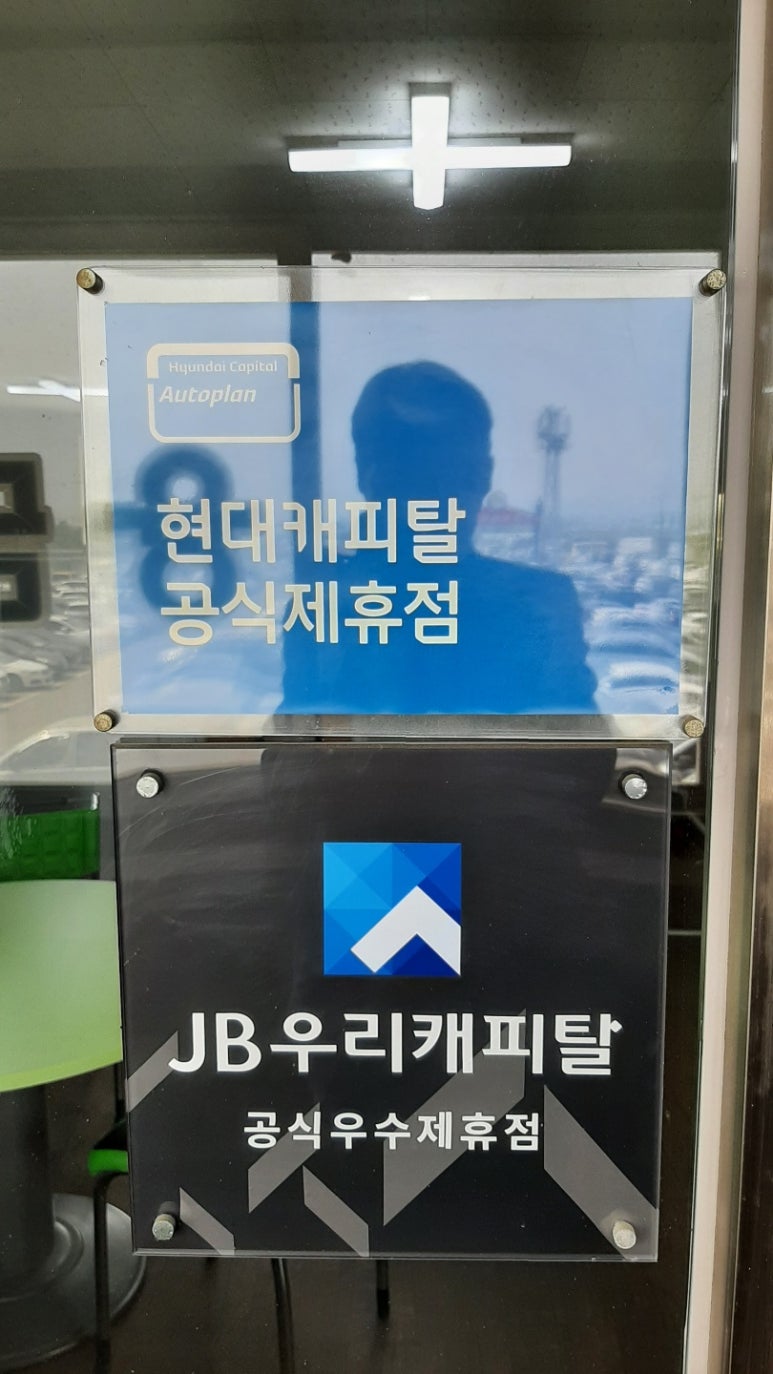 Hyundai Capital
Autoplan
현대캐피탈
공식제휴점
JB우리캐피탈
공식우수제휴점